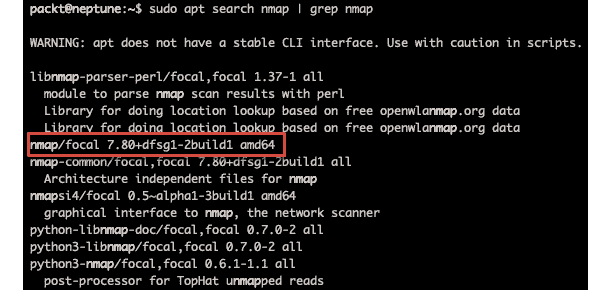 packt@neptune:~$ sudo apt search nmap | grep nmap
WARNING: apt does not have a stable CLI interface. Use with caution in scripts.
libnmap-parser-perl/focal,focal 1.37-1 all
module to parse nmap scan results with perl
Library for doing location lookup based on free openwlanmap.org data
Library for doing location lookup based on free openwlanmap.org data
nmap/focal 7.80+dfsg1-2build1 amd64
nmap-common/focal,focal 7.80+dfsg1-2build1 all
Architecture independent files for nmap
nmapsi4/focal 0.5~alpha1-3build1 amd64
graphical interface to nmap, the network scanner
python-libnmap-doc/focal,focal 0.7.0-2 all
python3-libnmap/focal,focal 0.7.0-2 all
python3-nmap/focal,focal 0.6.1-1.1 all
post-processor for TopHat unmapped reads